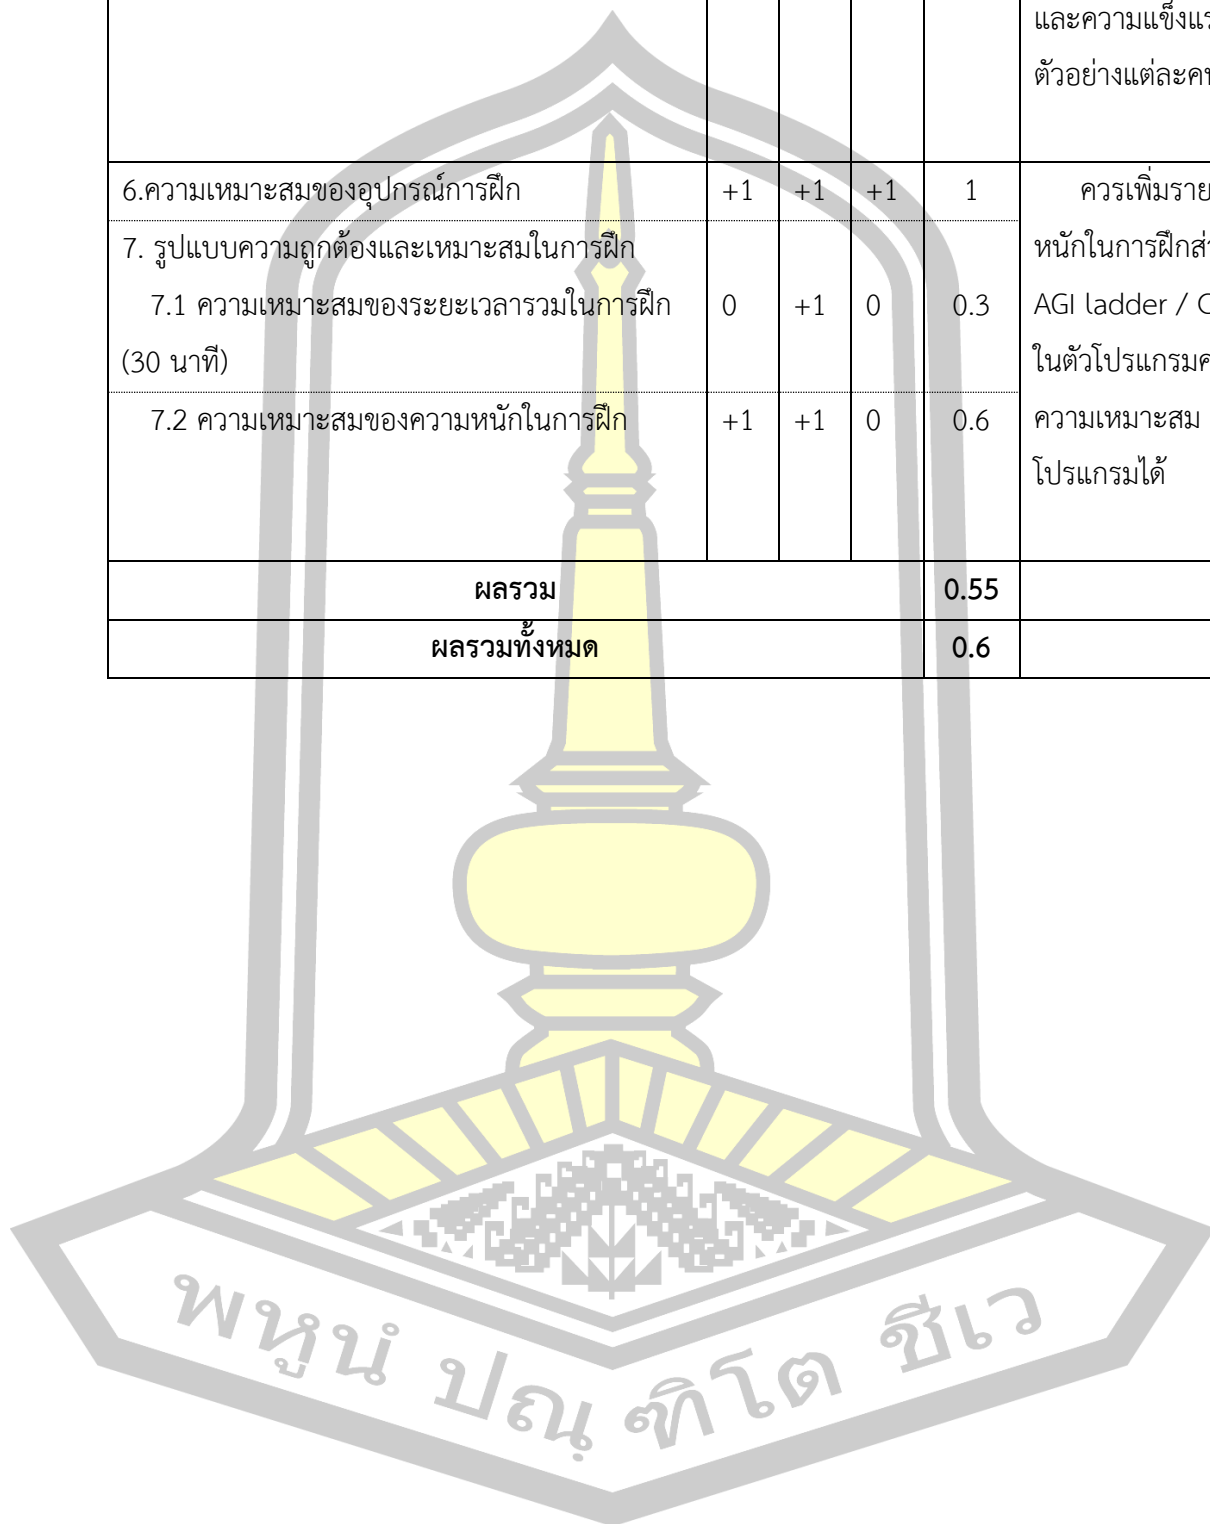 และความแข็งแร
ตัวอย่างแต่ละค
6.ความเหมาะสมของอุปกรณ์การฝึก +1 +1 +1 1 ควรเพิ่มราย
7. รูปแบบความถูกต้องและเหมาะสมในการฝึก หนักในการฝึกส่
7.1 ความเหมาะสมของระยะเวลารวมในการฝึก 0 +1 0 0.3 AGI ladder / C
(30 นาที) ในตัวโปรแกรมค
7.2 ความเหมาะสมของความหนักในการฝึก +1 +1 0 0.6 ความเหมาะสม
โปรแกรมได้
ผลรวม 0.55
ผลรวมทั้งหมด 0.6
พหูนํ ปณฺฑิโต ชีเว